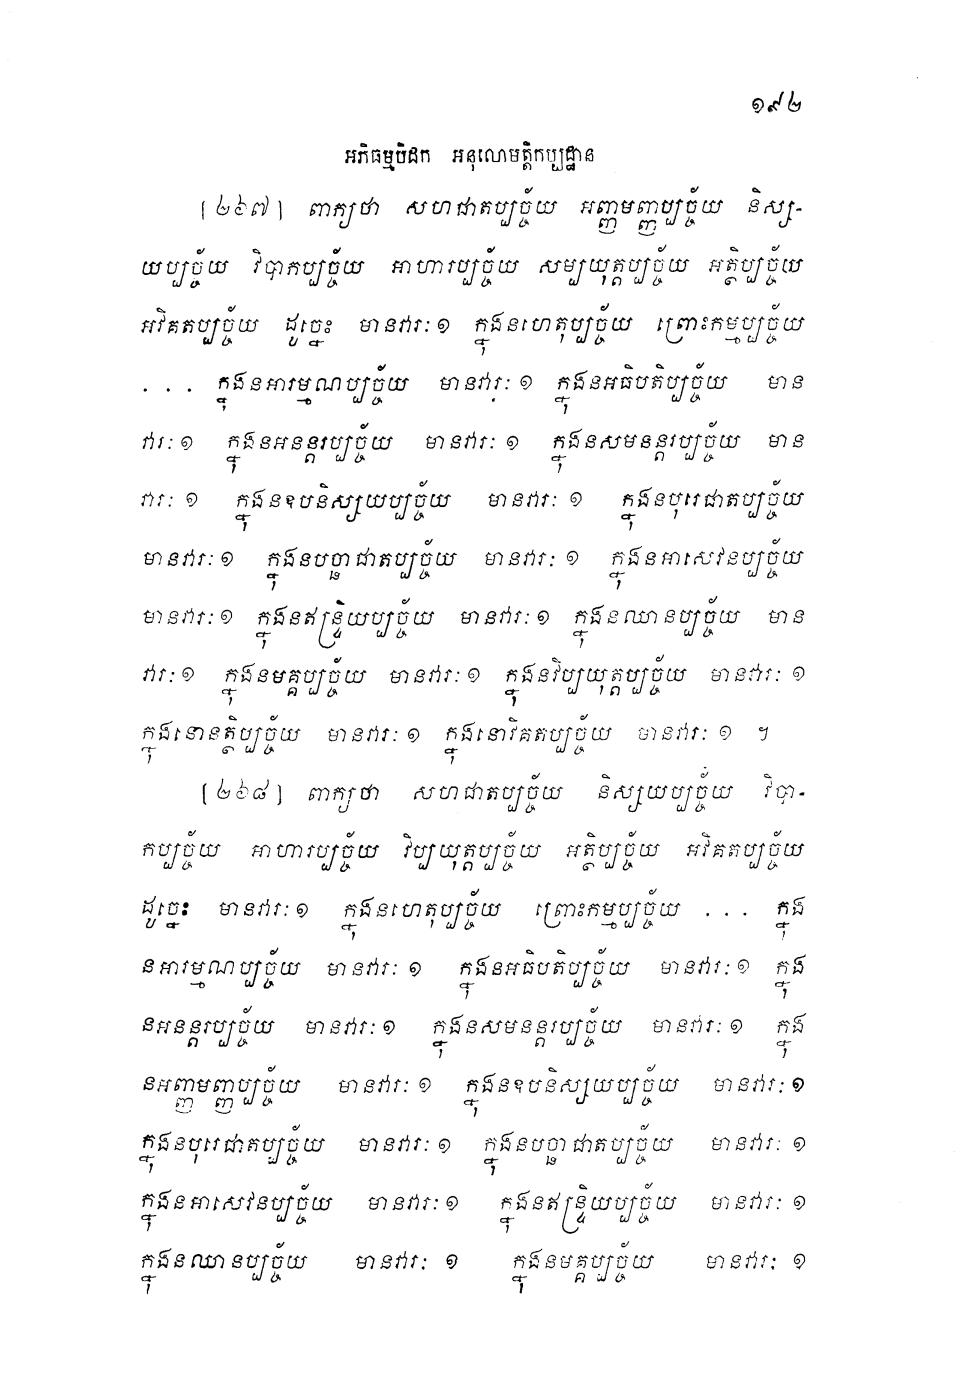 ១៩២
អភិធម្មបិដក អនុលោមត្តិកប្បដ្ឋាន
[២៦៧] ពាក្យថា សហជាតប្បច្ច័យ អញ្ញមញ្ញប្បច្ច័យ និស្ស-
យប្បច្ច័យ វិបាកប្បច្ច័យ អាហារប្បច្ច័យ សម្បយុត្តប្បច្ច័យ អត្ថិប្បច្ច័យ
អវិគតប្បច្ច័យ ដូច្នេះ មានវារៈ ១ ក្នុងនហេតុប្បច្ច័យ ព្រោះកម្មប្បច្ច័យ
. . . ក្នុងនអារម្មណប្បច្ច័យ មានវារៈ ១ ក្នុងនអធិបតិប្បច្ច័យ មាន
វារៈ ១ ក្នុងនអនន្តរប្បច្ច័យ មានវារៈ ១ ក្នុងនសមនន្តរប្បច្ច័យ មាន
វារៈ ១ ក្នុងនឧបនិស្សយប្បច្ច័យ មានវារៈ ១ ក្នុងនបុរេជាតប្បច្ច័យ
មានវារៈ ១ ក្នុងនបច្ឆាជាតប្បច្ច័យ មានវារៈ ១ ក្នុងនអាសេវនប្បច្ច័យ
មានវារៈ ១ ក្នុងនឥន្ទ្រិយប្បច្ច័យ មានវារៈ ១ ក្នុងនឈានប្បច្ច័យ មាន
វារៈ ១ ក្នុងនមគ្គប្បច្ច័យ មានវារៈ ១ ក្នុងនវិប្បយុត្តប្បច្ច័យ មានវារៈ ១
ក្នុងនោនត្ថិប្បច្ច័យ មានវារៈ ១ ក្នុងនោវិគតប្បច្ច័យ មានវារៈ ១ ។
[២៦៨] ពាក្យថា សហជាតប្បច្ច័យ និស្សយប្បច្ច័យ វិបា-
កប្បច្ច័យ អាហារប្បច្ច័យ វិប្បយុត្តប្បច្ច័យ អត្ថិប្បច្ច័យ អវិគតប្បច្ច័យ
ដូច្នេះ មានវារៈ ១ ក្នុងនហេតុប្បច្ច័យ ព្រោះកម្មប្បច្ច័យ . . . ក្នុង
នអារម្មណប្បច្ច័យ មានវារៈ ១ ក្នុងនអធិបតិប្បច្ច័យ មានវារៈ ១ ក្នុង
នអនន្តរប្បច្ច័យ មានវារៈ ១ ក្នុងនសមនន្តរប្បច្ច័យ មានវារៈ ១ ក្នុង
នអញ្ញមញ្ញប្បច្ច័យ មានវារៈ ១ ក្នុងនឧបនិស្សយប្បច្ច័យ មានវារៈ ១
ក្នុងនបុរេជាតប្បច្ច័យ មានវារៈ ១ ក្នុងនបច្ឆាជាតប្បច្ច័យ មានវារៈ ១
ក្នុងនអាសេវនប្បច្ច័យ មានវារៈ ១ ក្នុងនឥន្ទ្រិយប្បច្ច័យ មានវារៈ ១
ក្នុងនឈានប្បច្ច័យ មានវារៈ ១ ក្នុងនមគ្គប្បច្ច័យ មានវារៈ ១